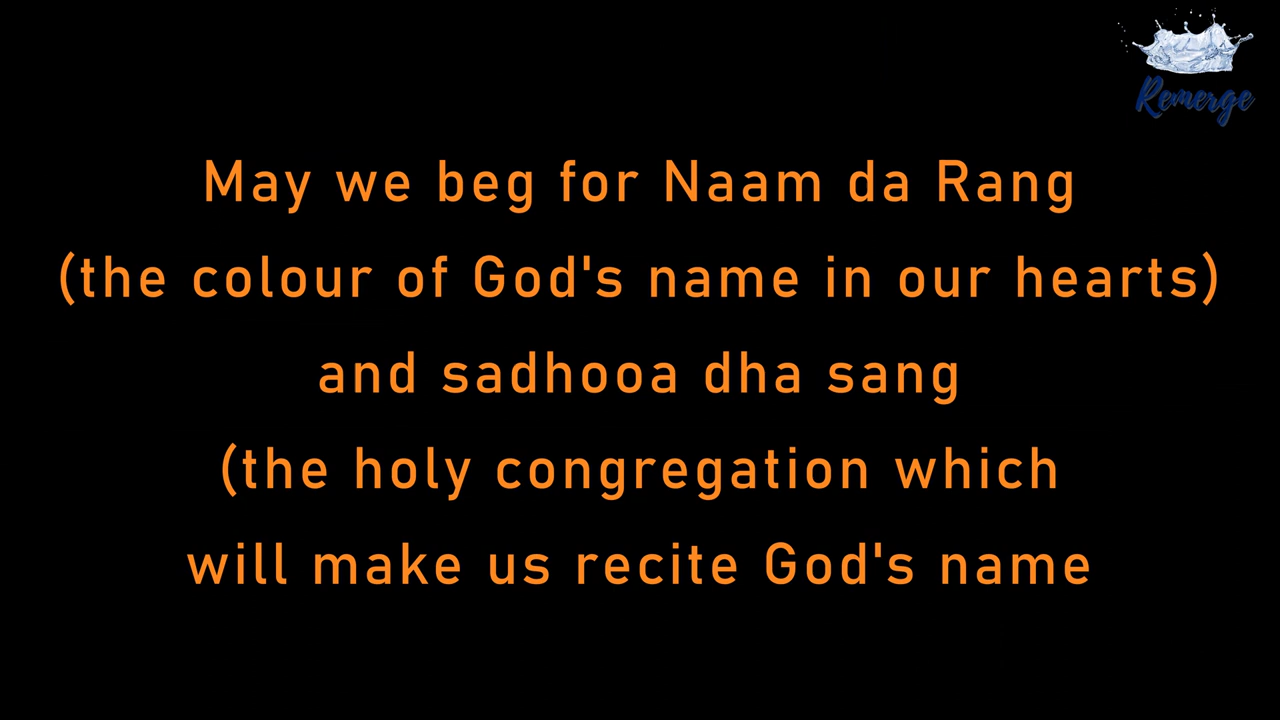 Remerge
May we beg for Naam da Rang
(the colour of God's name in our hearts)
and sadhooa dha sang
(the holy congregation which
will make us recite God's name